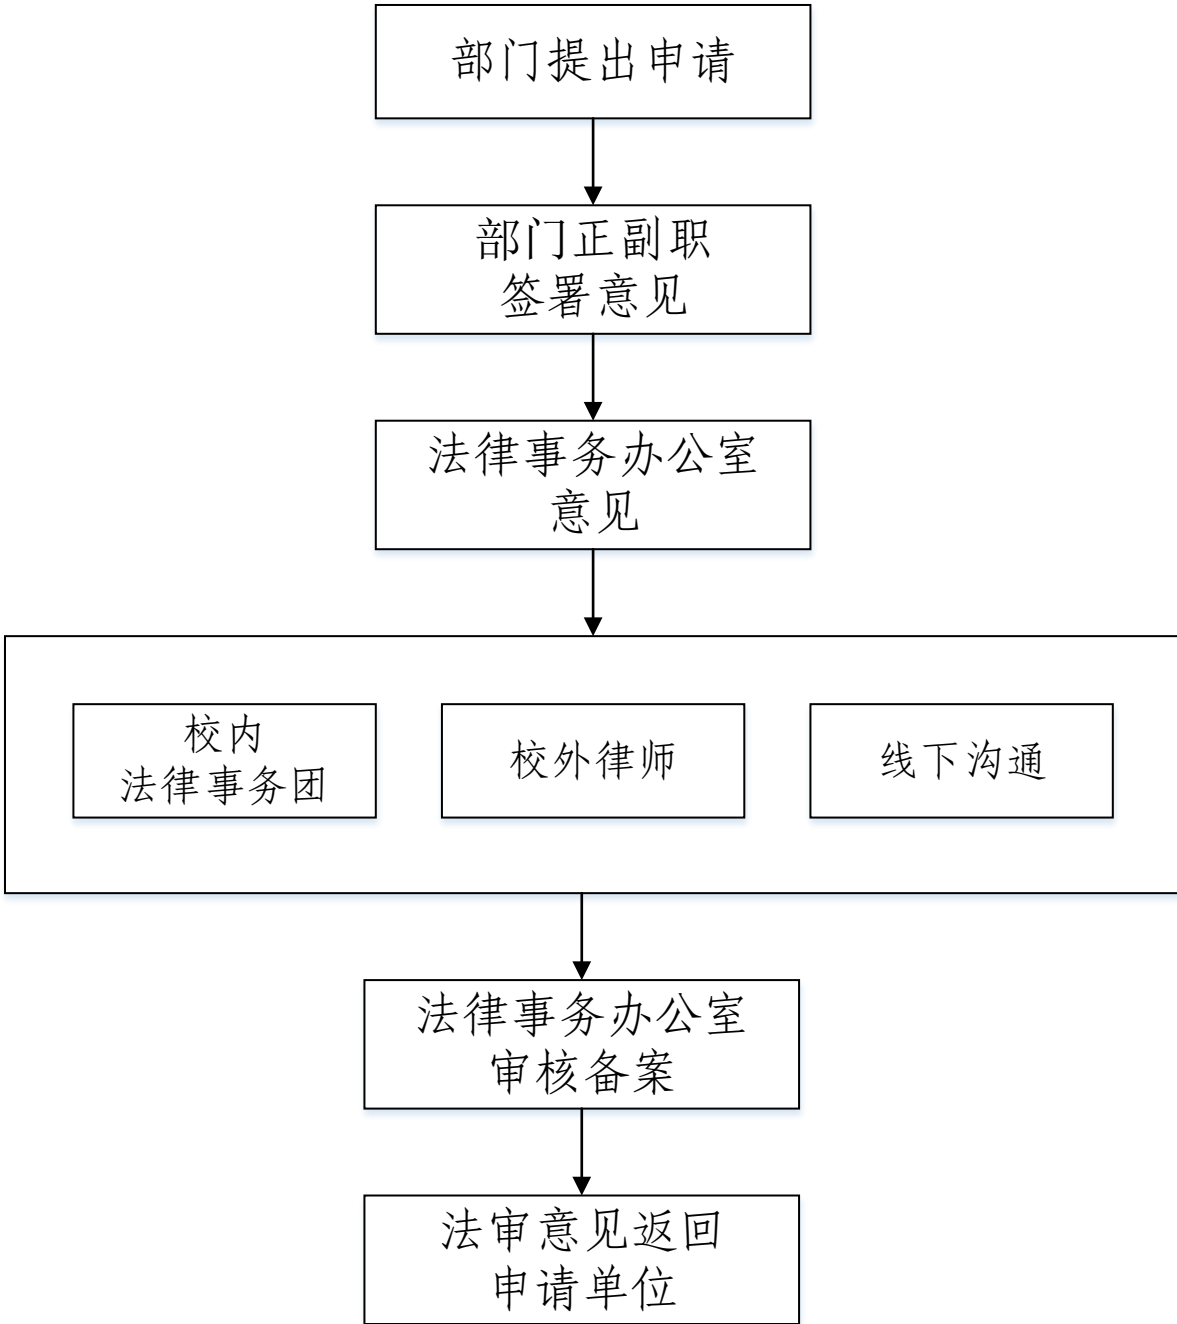 部门提出申请
部门正副职
签署意见
法律事务办公室
意见
校内
法律事务团
校外律师
线下沟通
法律事务办公室
审核备案
法审意见返回
申请单位